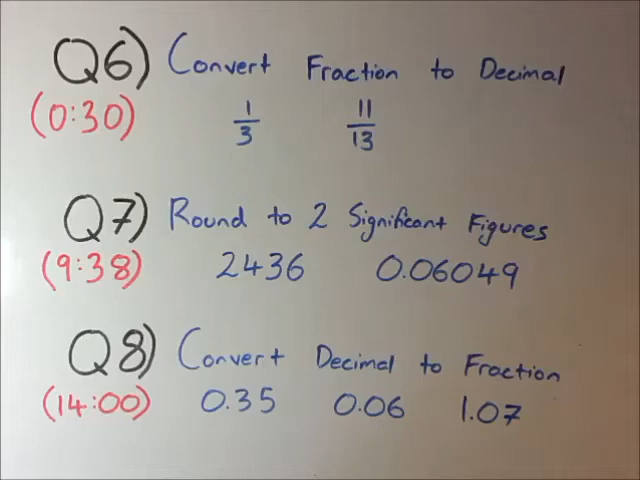 Q6) Convert Fraction to Decimal
(0:30) 1/3 11/13
Q7) Round to 2 Significant Figures
(9:38) 2436 0.06049
Q8) Convert Decimal to Fraction
(14:00) 0.35 0.06 1.07